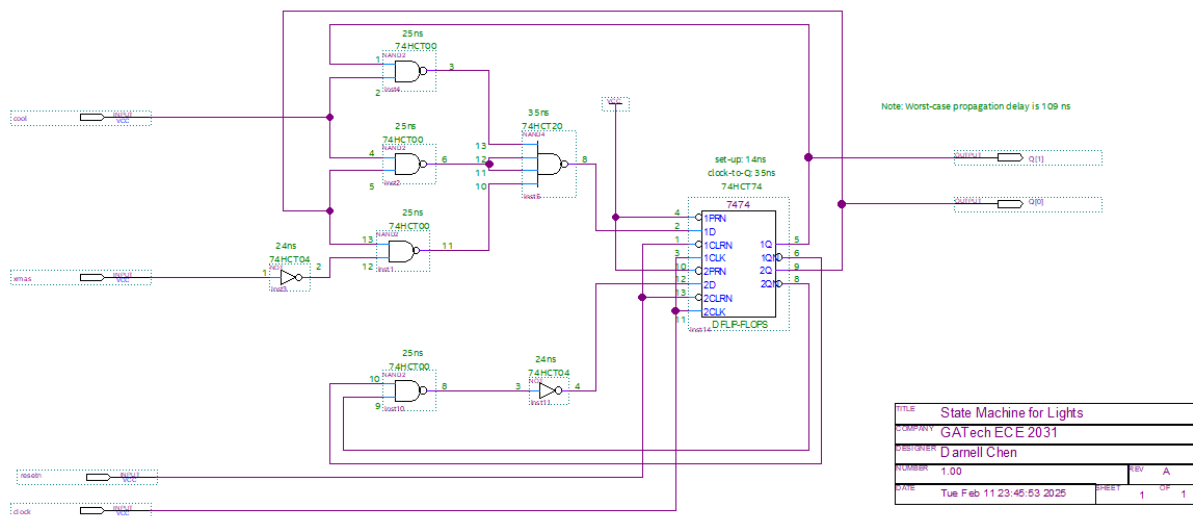 25ns
74HCT00
NAND2
1
3
2
inst4
cool
INPUT
VCC
25ns
74HCT00
NAND2
4
6
5
inst2
35ns
74HCT20
NAND4
13
12
11
10
8
inst5
VCC
Note: Worst-case propagation delay is 109 ns
set-up: 14ns
clock-to-Q: 35ns
74HCT74
7474
4
1PRN
2
1D
1
1CLRN
1Q
5
3
1CLK
1QN
6
10
2PRN
2Q
9
12
2D
2QN
8
13
2CLRN
11
2CLK
inst14
DFLIP-FLOPS
OUTPUT
Q[1]
OUTPUT
Q[0]
25ns
74HCT00
NAND2
13
11
12
inst1
xmas
INPUT
VCC
24ns
74HCT04
NOT
1
2
25ns
74HCT00
NAND2
10
8
9
inst10
24ns
74HCT04
NOT
3
4
inst11
resetn
INPUT
VCC
clock
INPUT
VCC
TITLE
State Machine for Lights
COMPANY
GATech ECE 2031
DESIGNER
Darnell Chen
NUMBER
1.00
REV
A
DATE
Tue Feb 11 23:45:53 2025
SHEET
1
OF
1